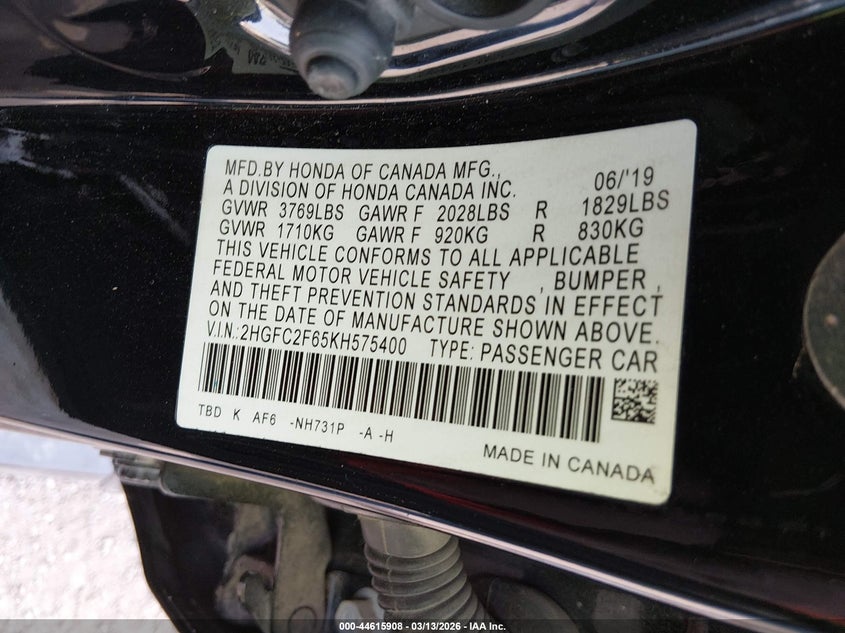 MFD.BY HONDA OF CANADA MFG., 06/'19
A DIVISION OF HONDA CANADA INC.
GVWR 3769LBS GAWR F 2028LBS R 1829LBS
GVWR 1710KG GAWR F 920KG R 830KG
THIS VEHICLE CONFORMS TO ALL APPLICABLE
FEDERAL MOTOR VEHICLE SAFETY , BUMPER ,
AND THEFT PREVENTION STANDARDS IN EFFECT
ON THE DATE OF MANUFACTURE SHOWN ABOVE.
V.I.N.:2HGFC2F65KH575400 TYPE: PASSENGER CAR
TBD K AF6 -NH731P -A -H
MADE IN CANADA
000-44615908 | 03/13/2026 - IAA Inc.